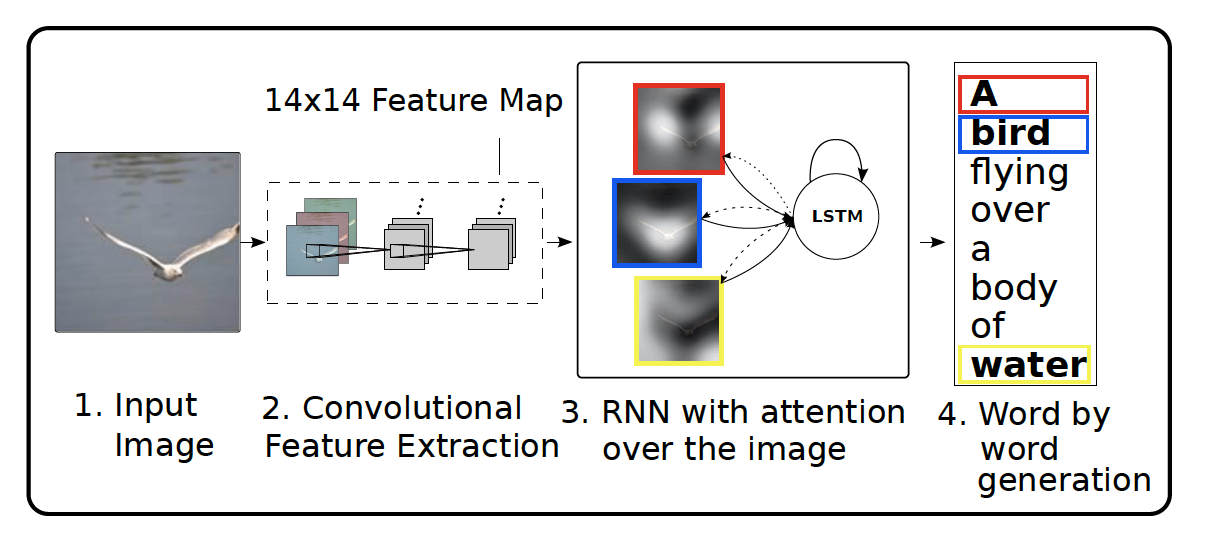 14x14 Feature Map
LSTM
A
bird
flying
over
a
body
of
water
1. Input
Image
2. Convolutional
Feature Extraction
3. RNN with attention
over the image
4. Word by
word
generation